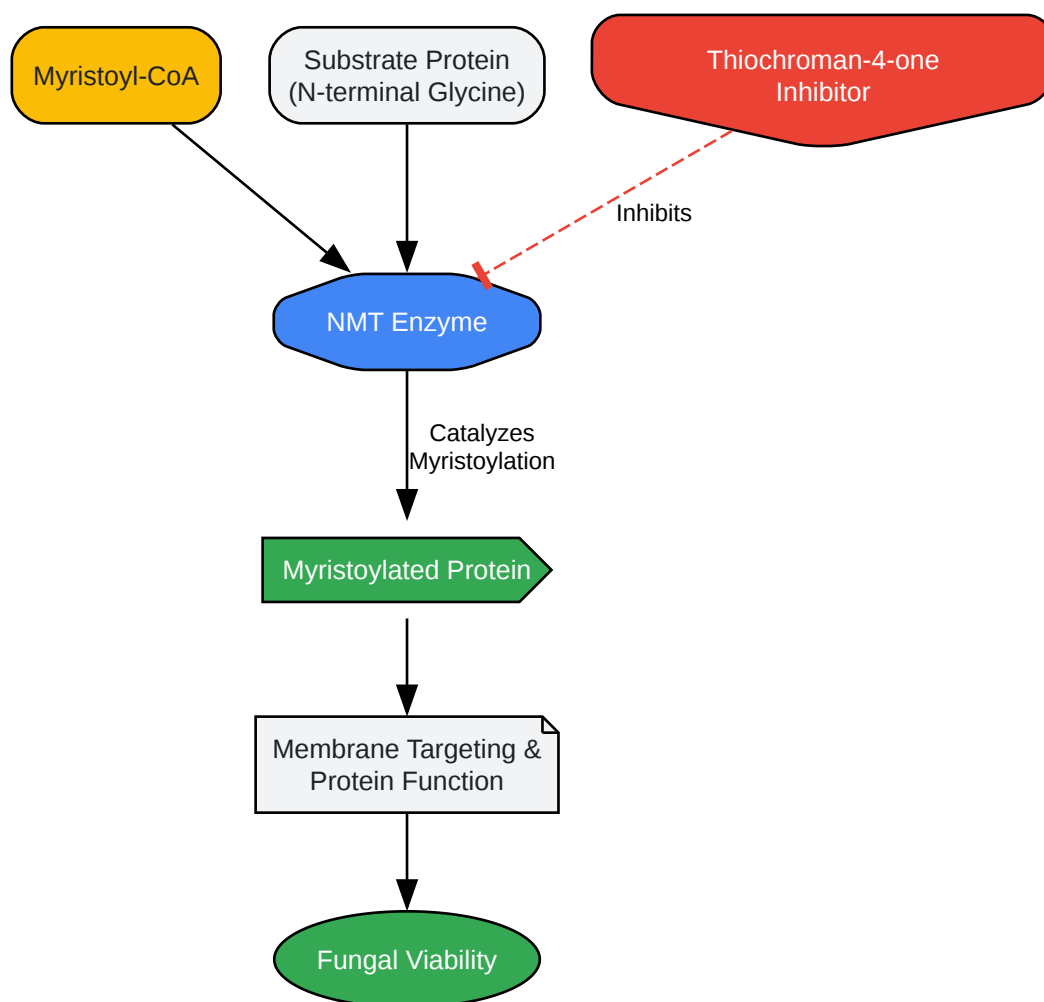 Myristoyl-CoA
Substrate Protein
(N-terminal Glycine)
Thiochroman-4-one
Inhibitor
Inhibits
NMT Enzyme
Catalyzes
Myristoylation
Myristoylated Protein
Membrane Targeting &
Protein Function
Fungal Viability